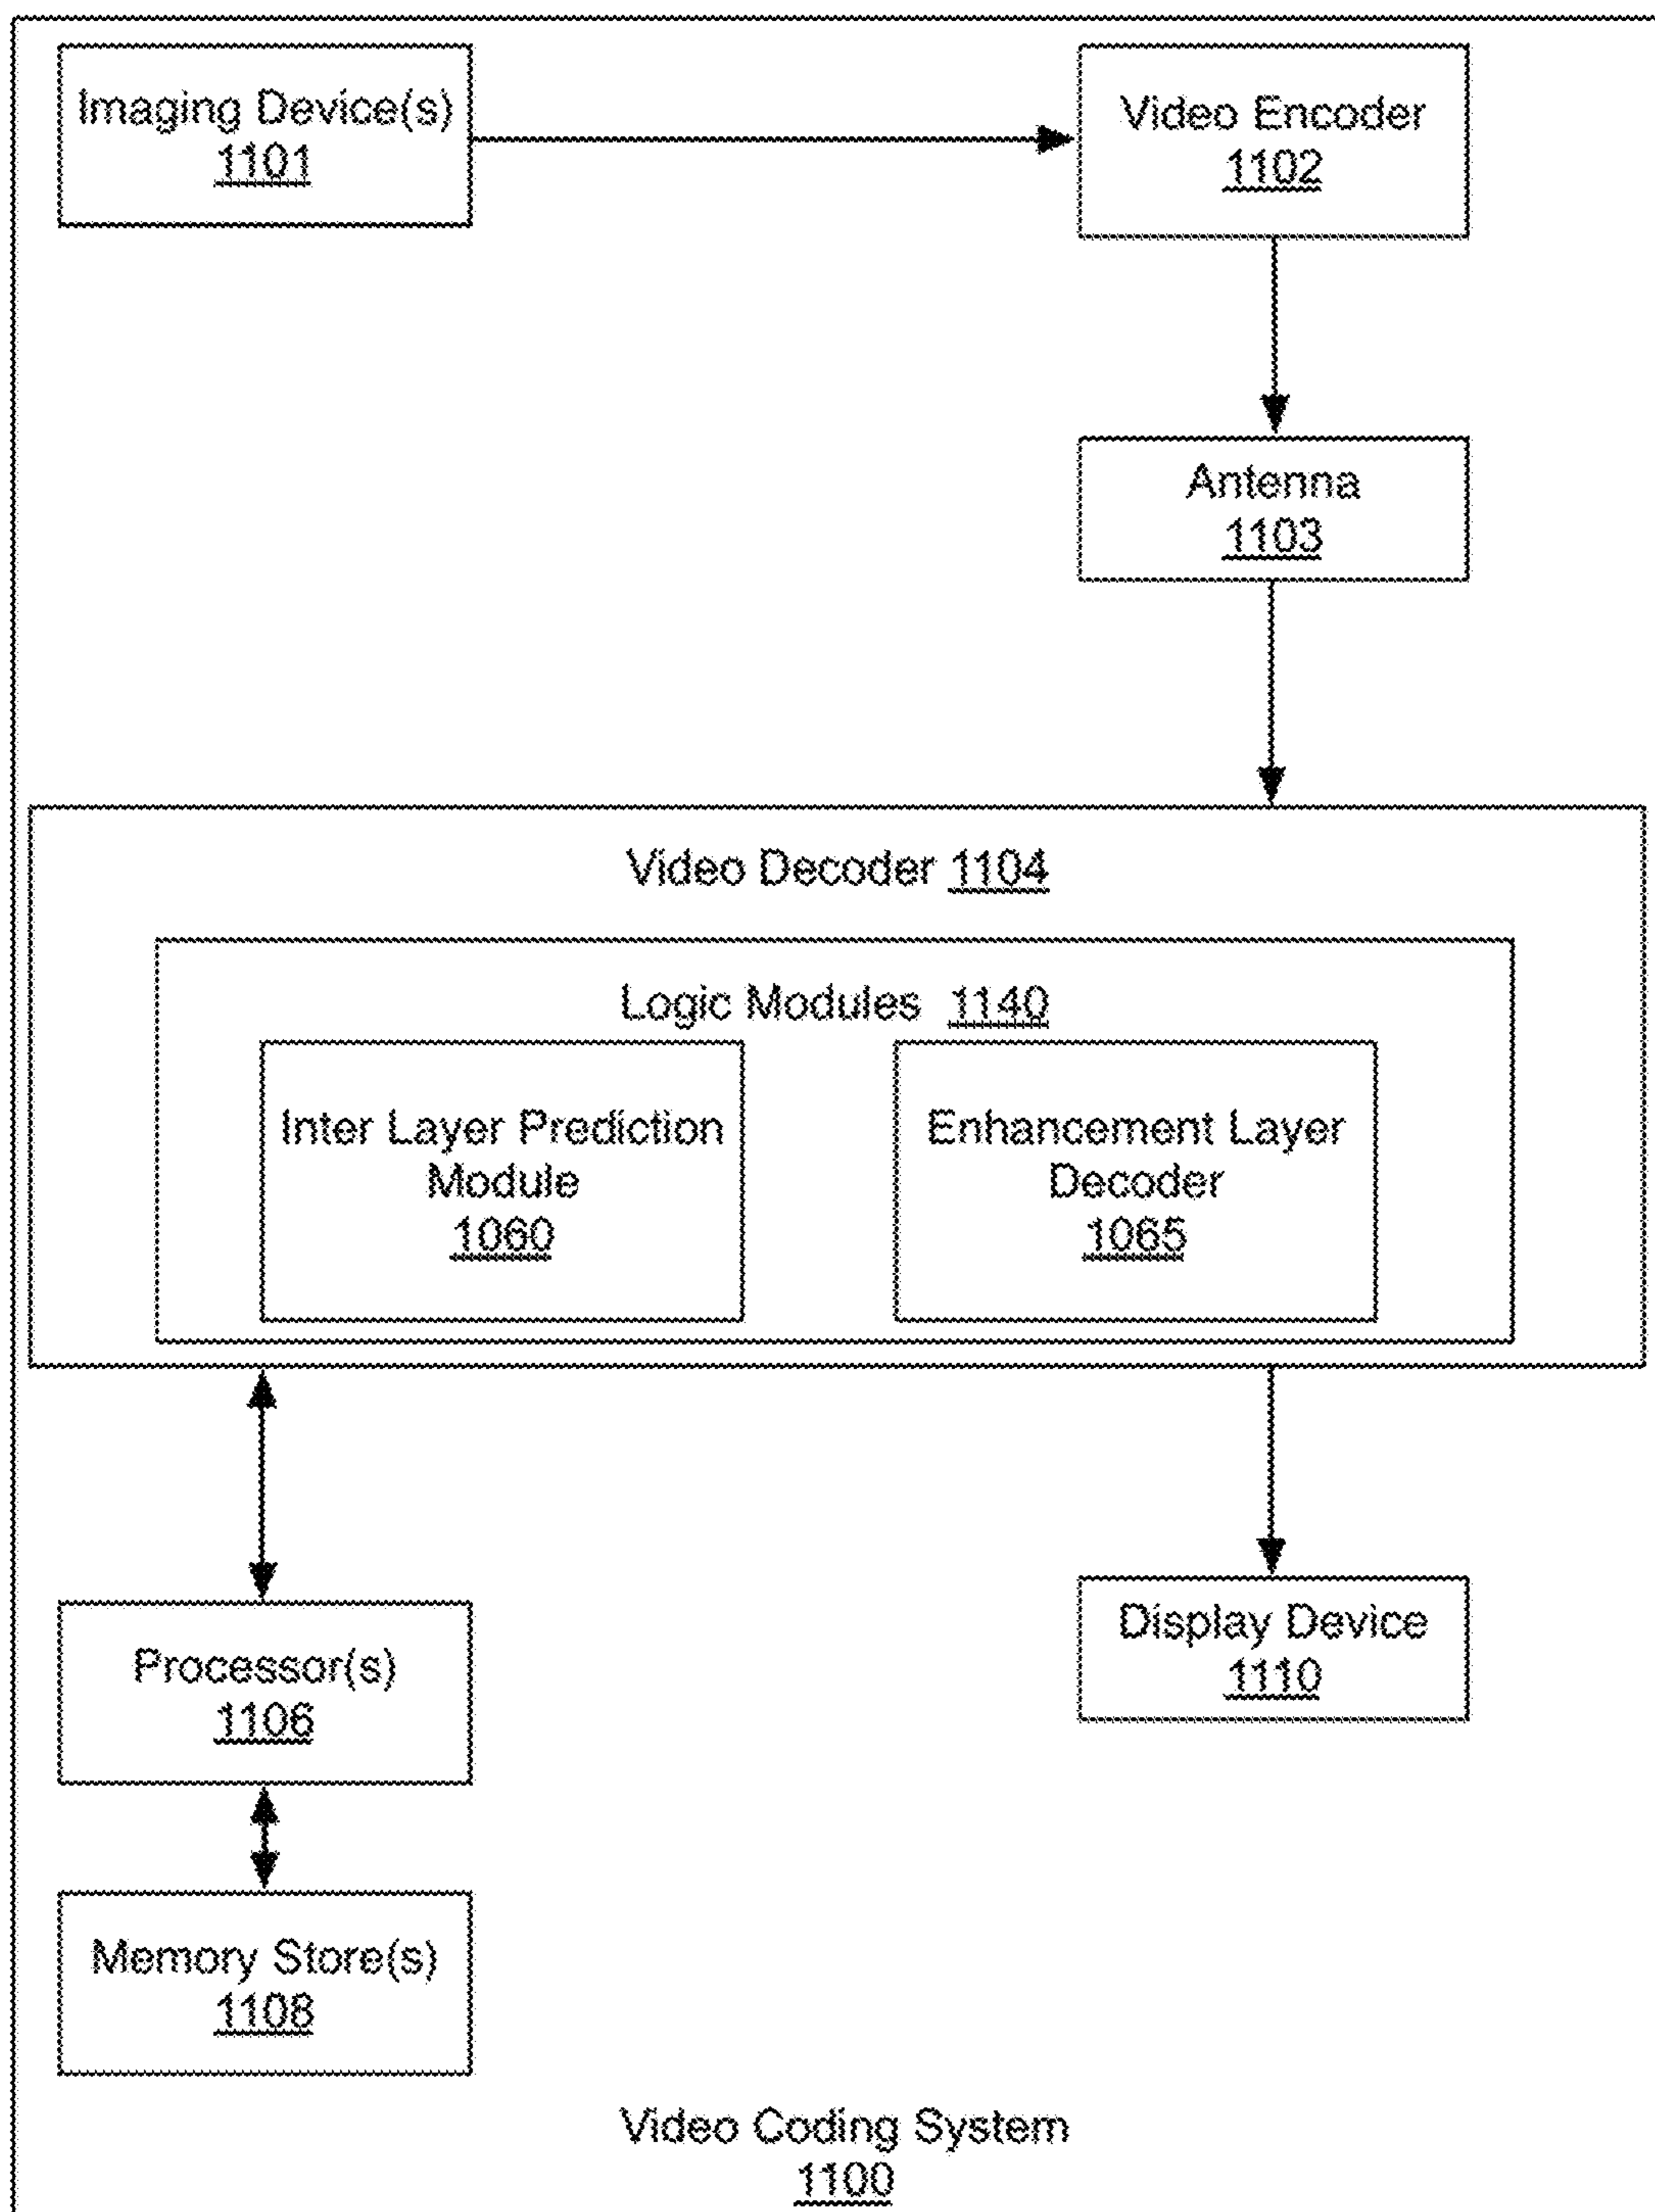 Imaging Device(s)
1101
Video Encoder
1102
Antenna
1103
Video Decoder 1104
Logic Modules 1140
Inter Layer Prediction
Module
1060
Enhancement Layer
Decoder
1065
Processor(s)
1106
Display Device
1110
Memory Store(s)
1108
Video Coding System
1100